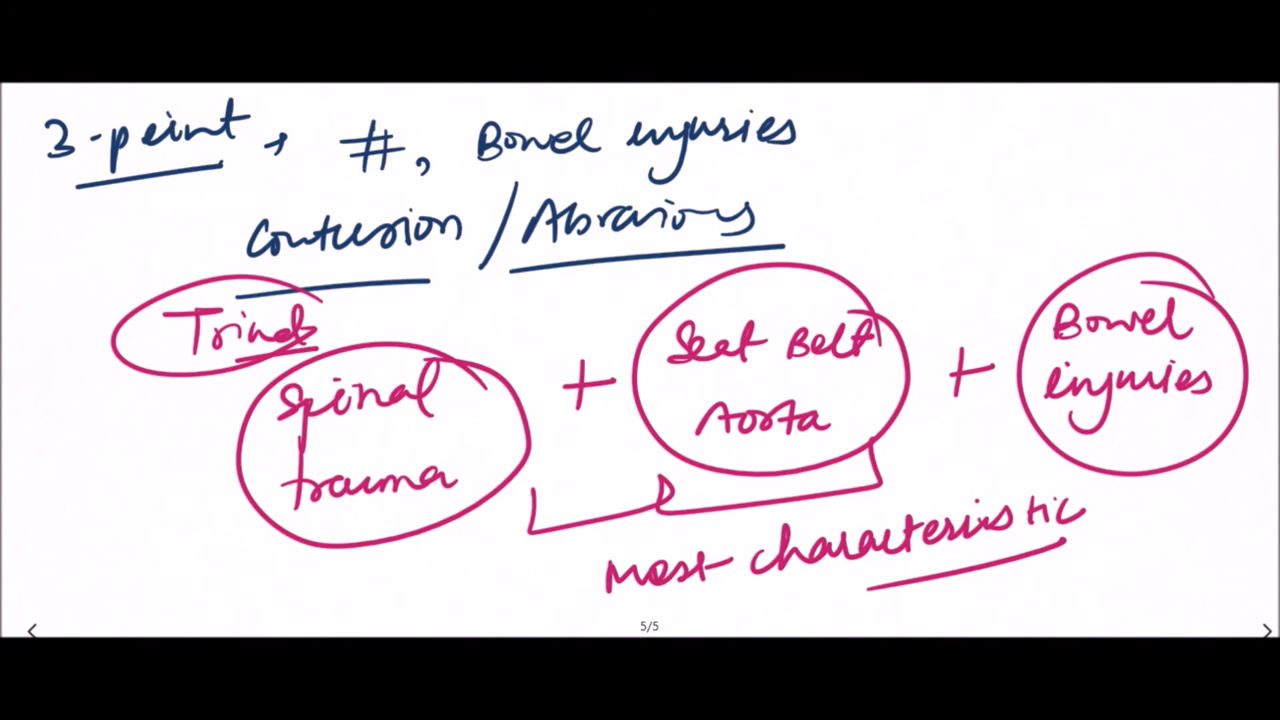 3-point, #, Bowel injuries
Contusion / Abrasions
Triad
Spinal trauma + Seat Belt Aorta + Bowel injuries
most characteristic
5/5